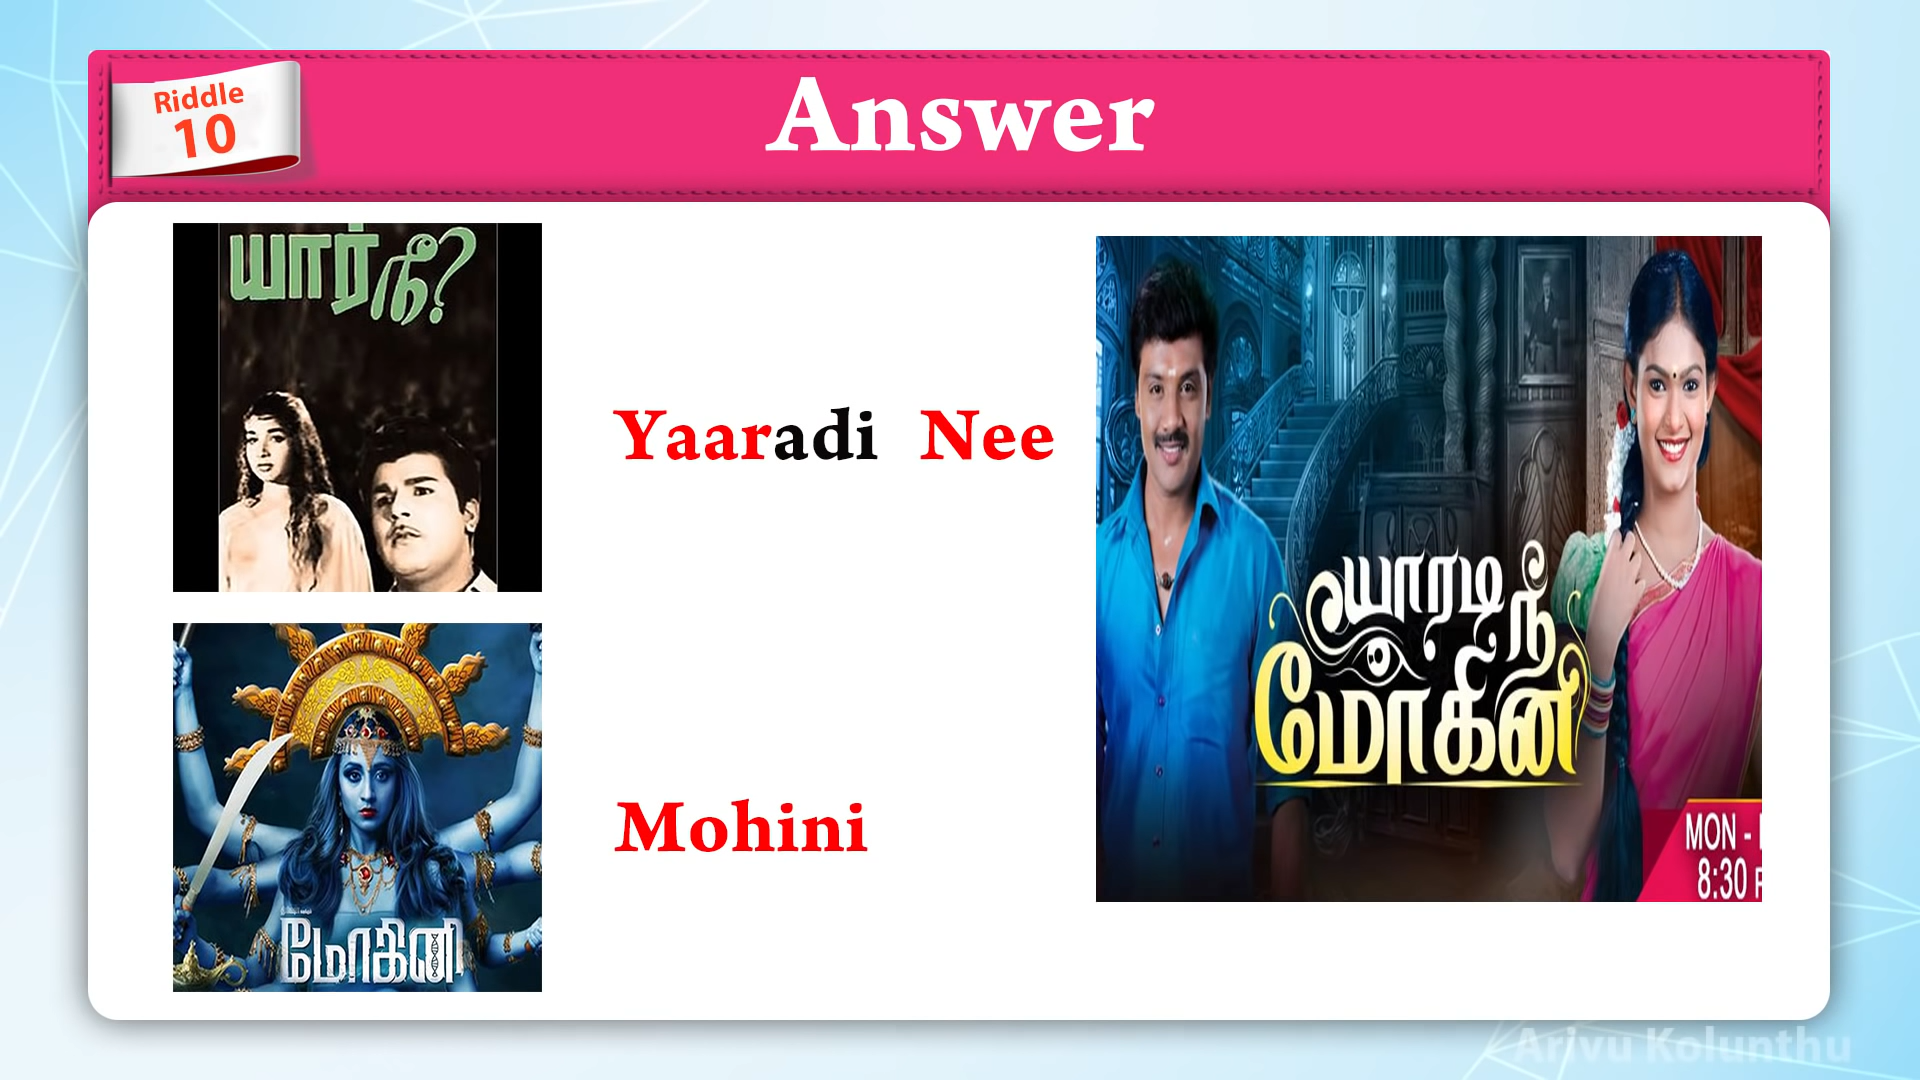 Riddle
10
Answer
யார் நீ?
Yaaradi Nee
Mohini
மோகினி
யாரடி நீ
மோகினி
MON -
8:30
Arivu Kolunthu